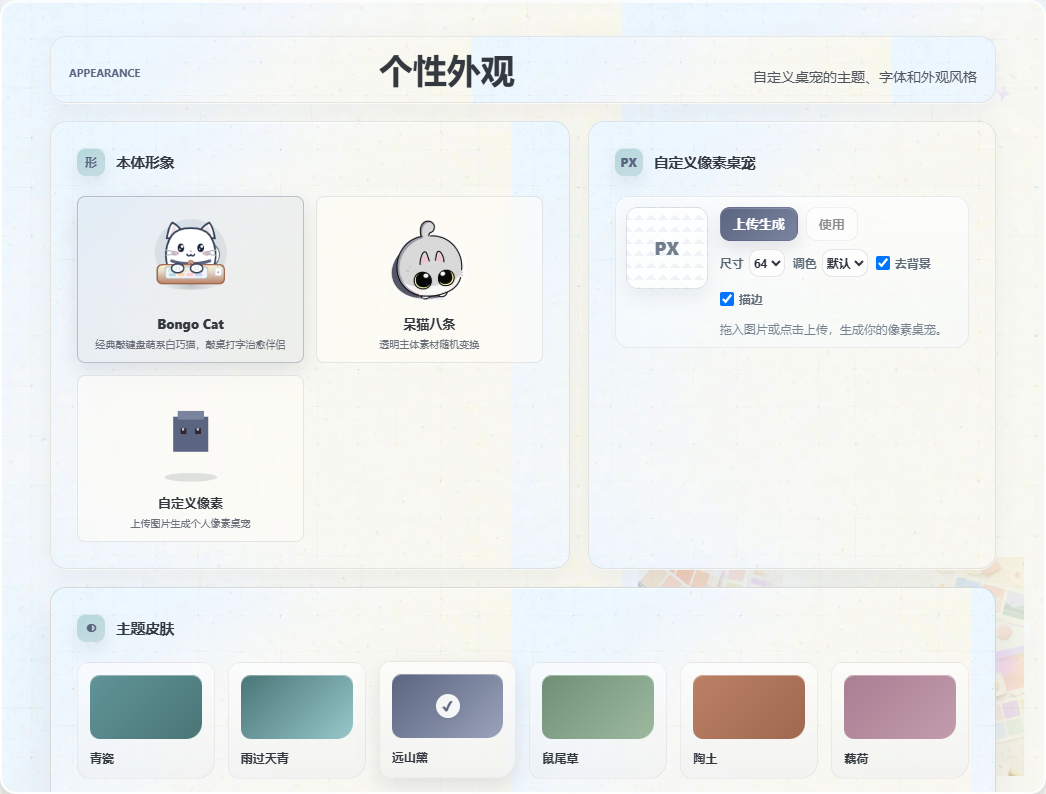 APPEARANCE
个性外观
自定义桌宠的主题、字体和外观风格
形 本体形象
Bongo Cat
经典敲键盘萌系白巧猫，敲桌打字治愈伴侣
呆猫八条
透明主体素材随机变换
自定义像素
上传图片生成个人像素桌宠
PX 自定义像素桌宠
PX
上传生成 使用
尺寸 64 调色 默认 去背景
描边
拖入图片或点击上传，生成你的像素桌宠。
主题皮肤
青瓷 雨过天青 远山黛 鼠尾草 陶土 藕荷